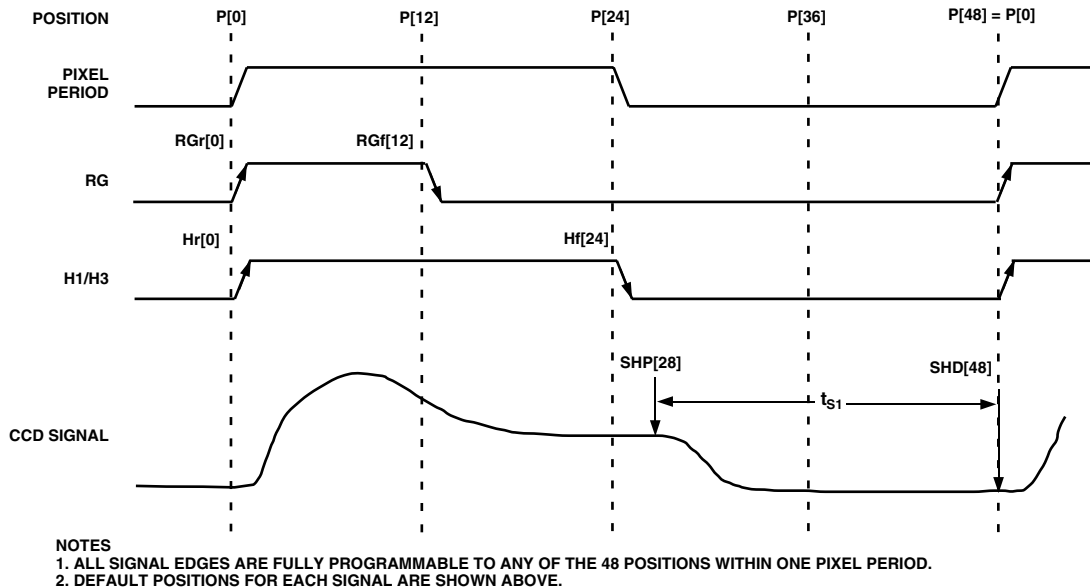 POSITION P[0] P[12] P[24] P[36] P[48] = P[0]
PIXEL
PERIOD
RGr[0] RGf[12]
RG
Hr[0] Hf[24]
H1/H3
SHP[28] SHD[48]
tS1
CCD SIGNAL
NOTES
1. ALL SIGNAL EDGES ARE FULLY PROGRAMMABLE TO ANY OF THE 48 POSITIONS WITHIN ONE PIXEL PERIOD.
2. DEFAULT POSITIONS FOR EACH SIGNAL ARE SHOWN ABOVE.